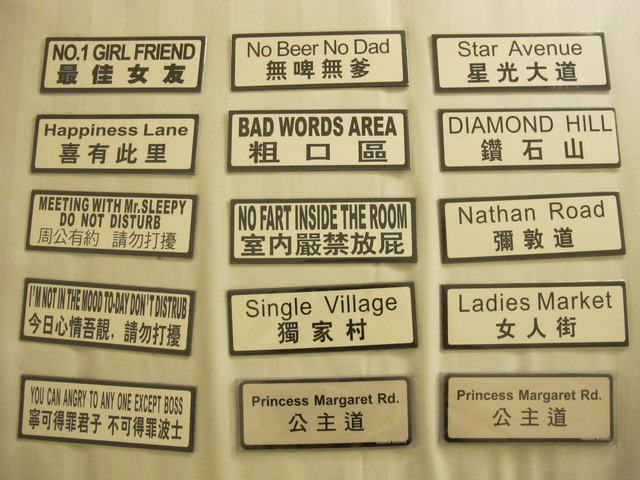 NO.1 GIRL FRIEND
最佳女友
No Beer No Dad
無啤無爹
Star Avenue
星光大道
Happiness Lane
喜有此里
BAD WORDS AREA
粗口區
DIAMOND HILL
鑽石山
MEETING WITH Mr.SLEEPY
DO NOT DISTURB
周公有約 請勿打擾
NO FART INSIDE THE ROOM
室內嚴禁放屁
Nathan Road
彌敦道
I'M NOT IN THE MOOD TO-DAY DON'T DISTRUB
今日心情吾靚, 請勿打擾
Single Village
獨家村
Ladies Market
女人街
YOU CAN ANGRY TO ANY ONE EXCEPT BOSS
寧可得罪君子 不可得罪波士
Princess Margaret Rd.
公主道
Princess Margaret Rd.
公主道